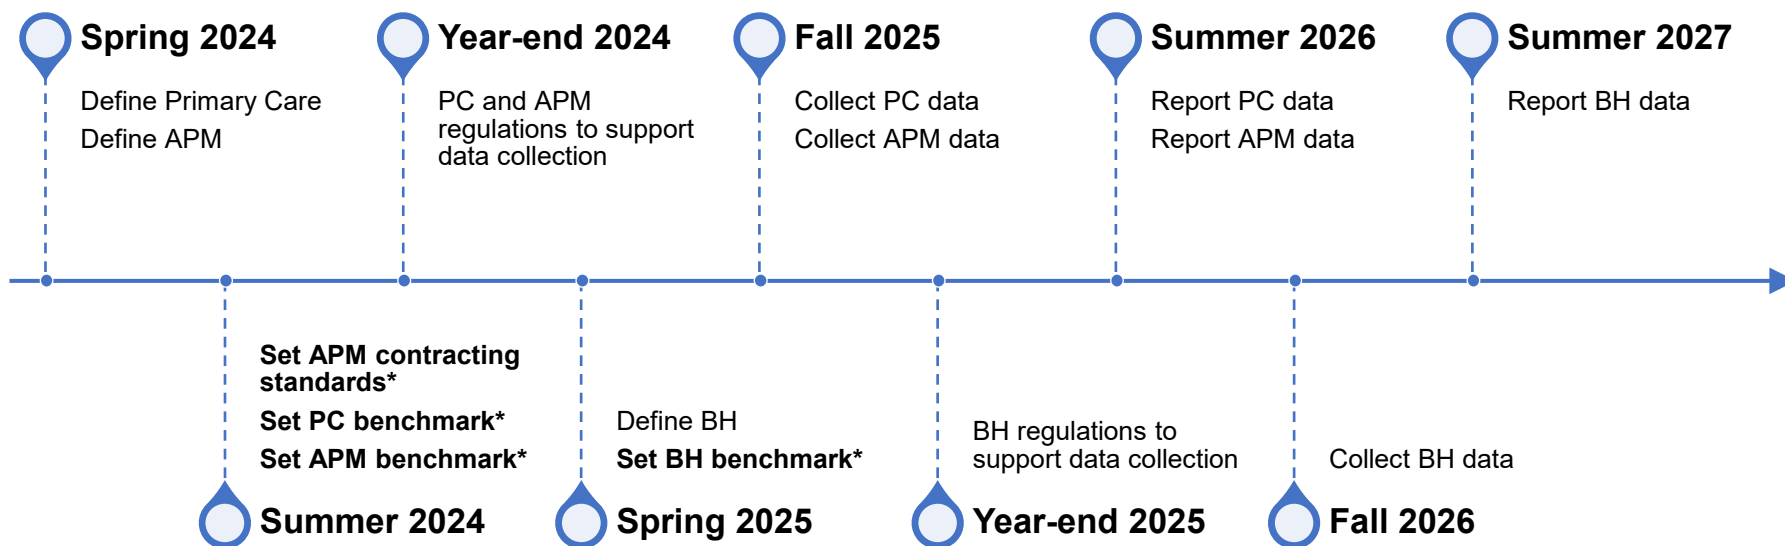 Spring 2024
Define Primary Care
Define APM
Year-end 2024
PC and APM
regulations to support
data collection
Fall 2025
Collect PC data
Collect APM data
Summer 2026
Report PC data
Report APM data
Summer 2027
Report BH data
Set APM contracting
standards*
Set PC benchmark*
Set APM benchmark*
Summer 2024
Define BH
Set BH benchmark*
Spring 2025
BH regulations to
support data collection
Year-end 2025
Collect BH data
Fall 2026